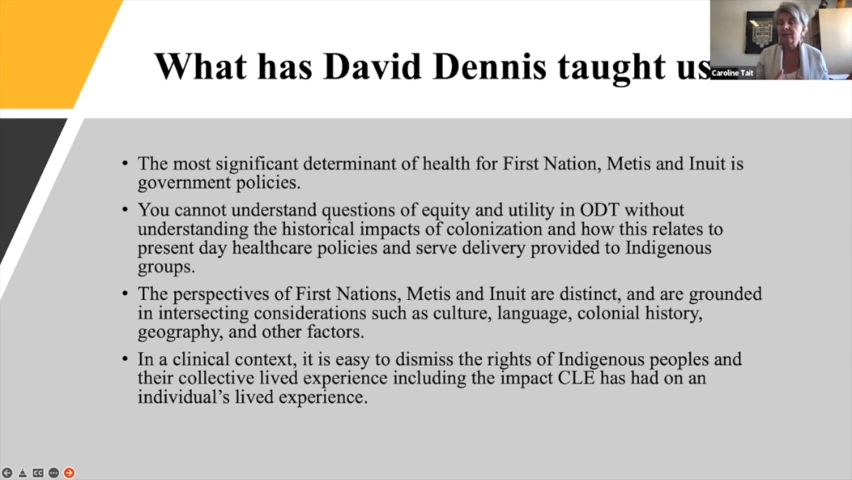 What has David Dennis taught us
Caroline Tait
• The most significant determinant of health for First Nation, Metis and Inuit is
government policies.
• You cannot understand questions of equity and utility in ODT without
understanding the historical impacts of colonization and how this relates to
present day healthcare policies and serve delivery provided to Indigenous
groups.
• The perspectives of First Nations, Metis and Inuit are distinct, and are grounded
in intersecting considerations such as culture, language, colonial history,
geography, and other factors.
• In a clinical context, it is easy to dismiss the rights of Indigenous peoples and
their collective lived experience including the impact CLE has had on an
individual’s lived experience.
CC